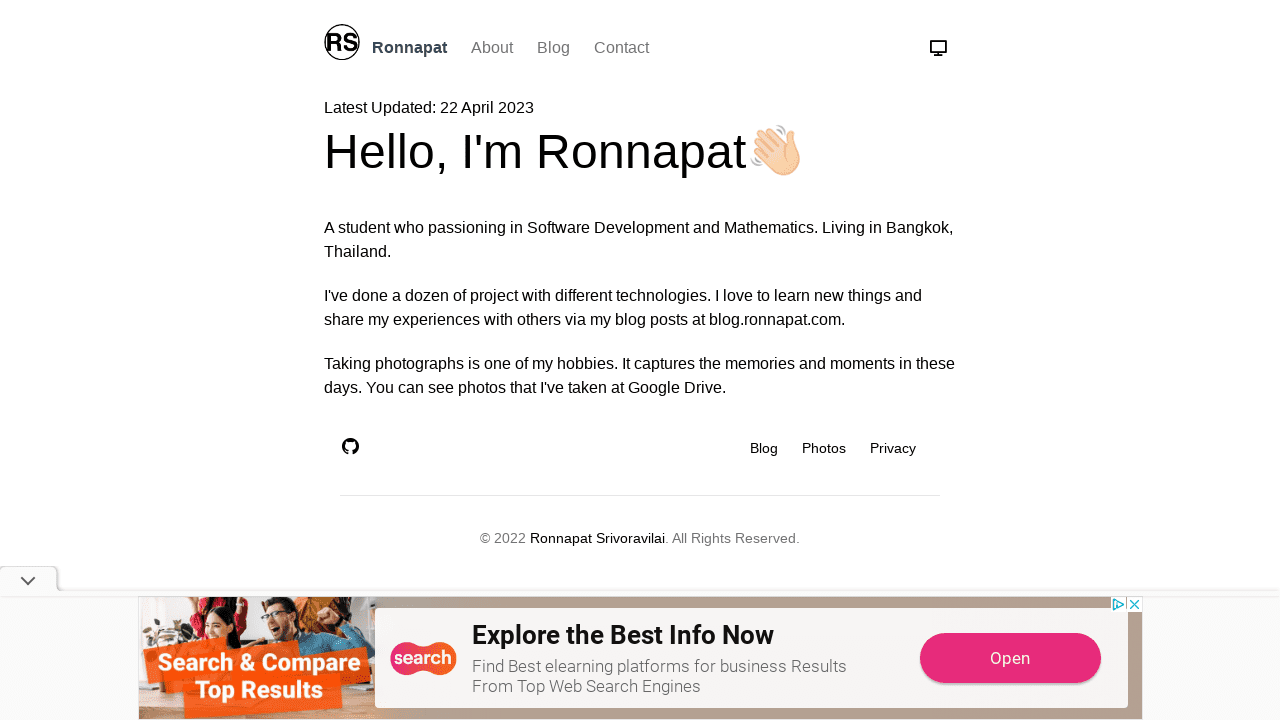 RS Ronnapat About Blog Contact
Latest Updated: 22 April 2023
Hello, I'm Ronnapat👋🏻
A student who passioning in Software Development and Mathematics. Living in Bangkok,
Thailand.
I've done a dozen of project with different technologies. I love to learn new things and
share my experiences with others via my blog posts at blog.ronnapat.com.
Taking photographs is one of my hobbies. It captures the memories and moments in these
days. You can see photos that I've taken at Google Drive.
Blog Photos Privacy
© 2022 Ronnapat Srivoravilai. All Rights Reserved.
Search & Compare
Top Results
search
Explore the Best Info Now
Find Best elearning platforms for business Results
From Top Web Search Engines
Open